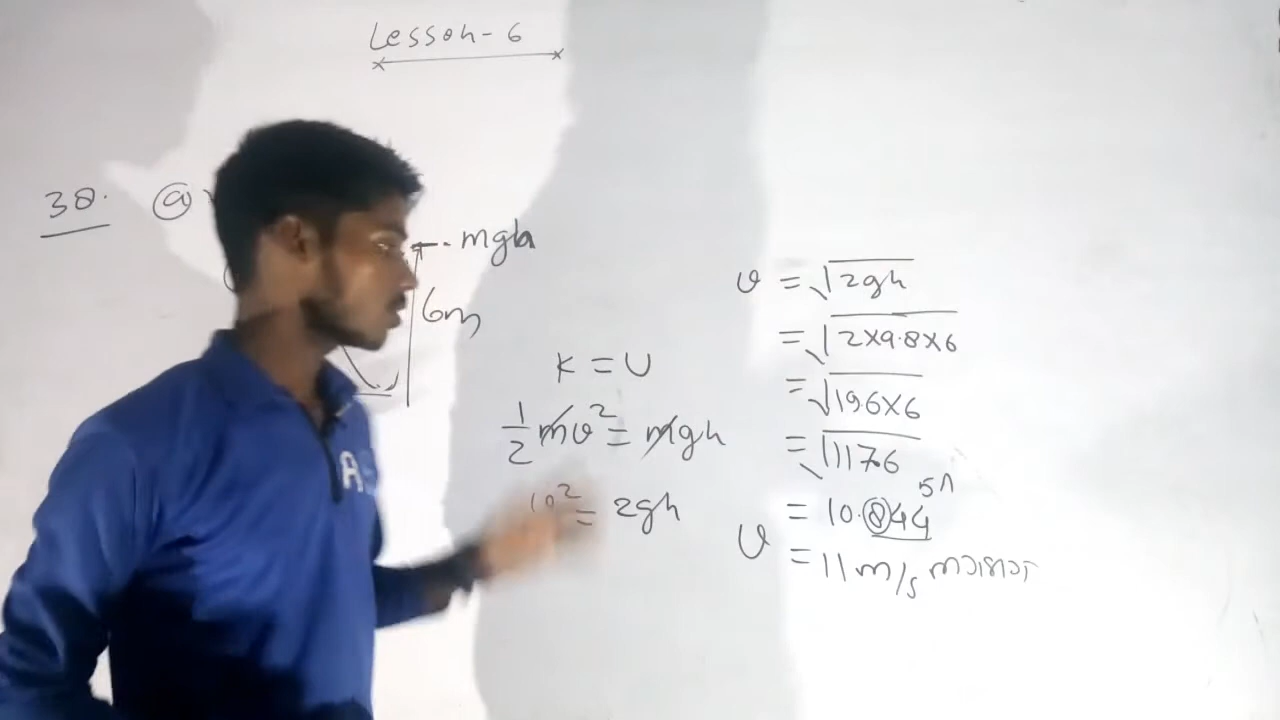 Lesson-6
38. ⓐ
mgh
6m
K = U
1/2 mv² = mgh
v² = 2gh
v = √2gh
= √2×9.8×6
= √19.6×6
= √117.6
= 10.844
5∧
v = 11 m/s